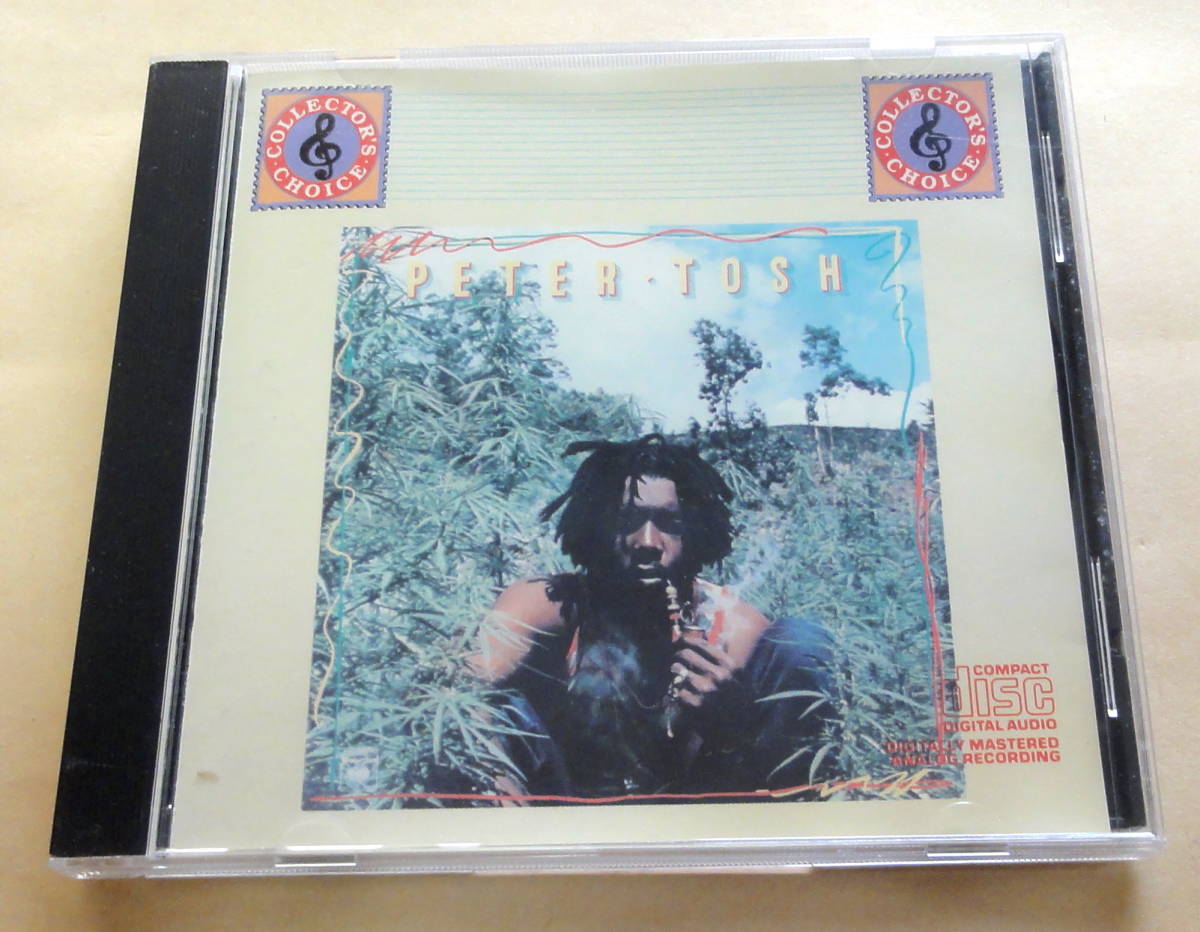 COLLECTOR'S
CHOICE
COLLECTOR'S
CHOICE
PETER · TOSH
COMPACT
disc
DIGITAL AUDIO
DIGITALLY MASTERED
ANALOG RECORDING